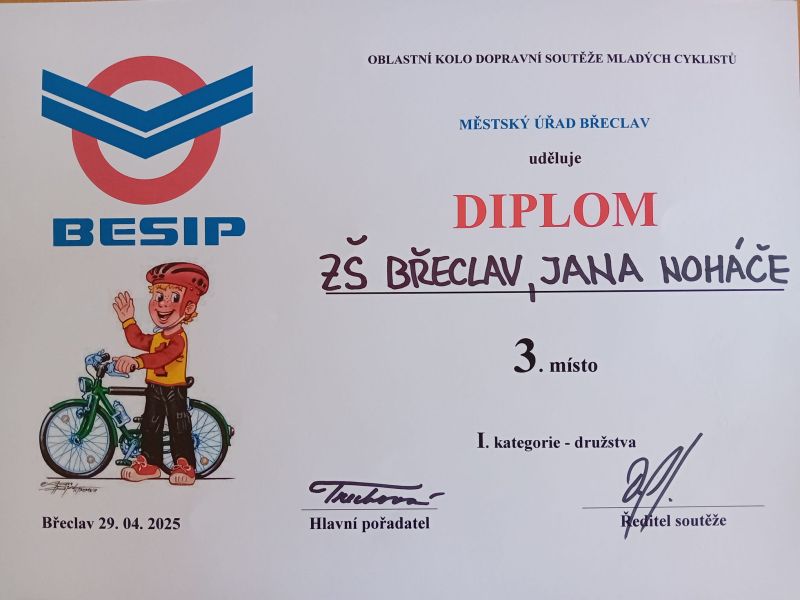 OBLASTNÍ KOLO DOPRAVNÍ SOUTĚŽE MLADÝCH CYKLISTŮ
MĚSTSKÝ ÚŘAD BŘECLAV
uděluje
DIPLOM
BESIP
ZŠ BŘECLAV, JANA NOHÁČE
3. místo
I. kategorie - družstva
Hlavní pořadatel
Ředitel soutěže
Břeclav 29. 04. 2025